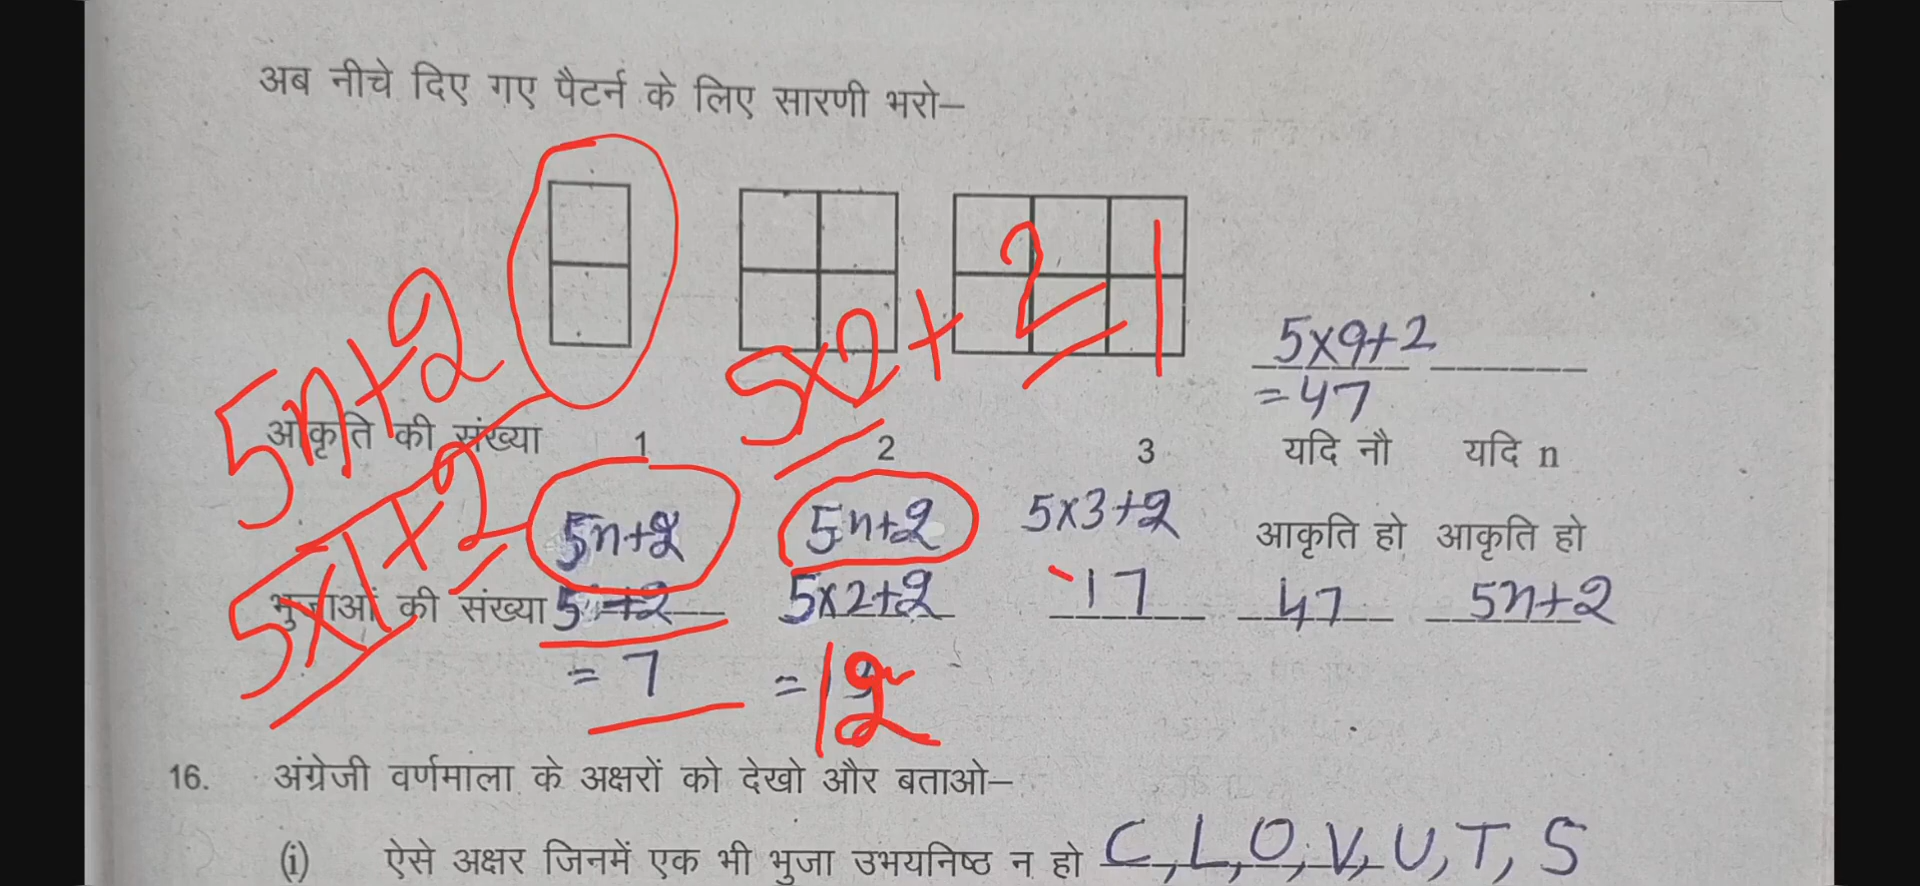 अब नीचे दिए गए पैटर्न के लिए सारणी भरो–
5n+2
5x2+2
5x9+2
=47
आकृति की संख्या 1 2 3 यदि नौ यदि n
5x1+2 5n+2 5n+2 5x3+2 आकृति हो आकृति हो
भुजाओं की संख्या 5+2 5x2+2 17 47 5n+2
=7 =12
16. अंग्रेजी वर्णमाला के अक्षरों को देखो और बताओ–
(i) ऐसे अक्षर जिनमें एक भी भुजा उभयनिष्ठ न हो C, L, O, V, U, T, S